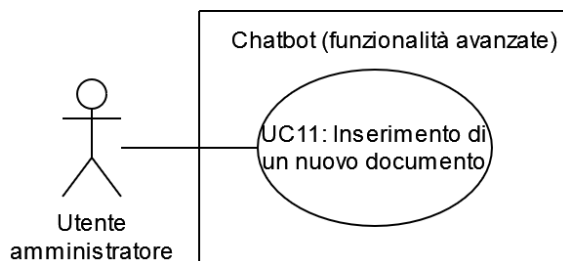 Chatbot (funzionalità avanzate)
UC11: Inserimento di
un nuovo documento
Utente
amministratore